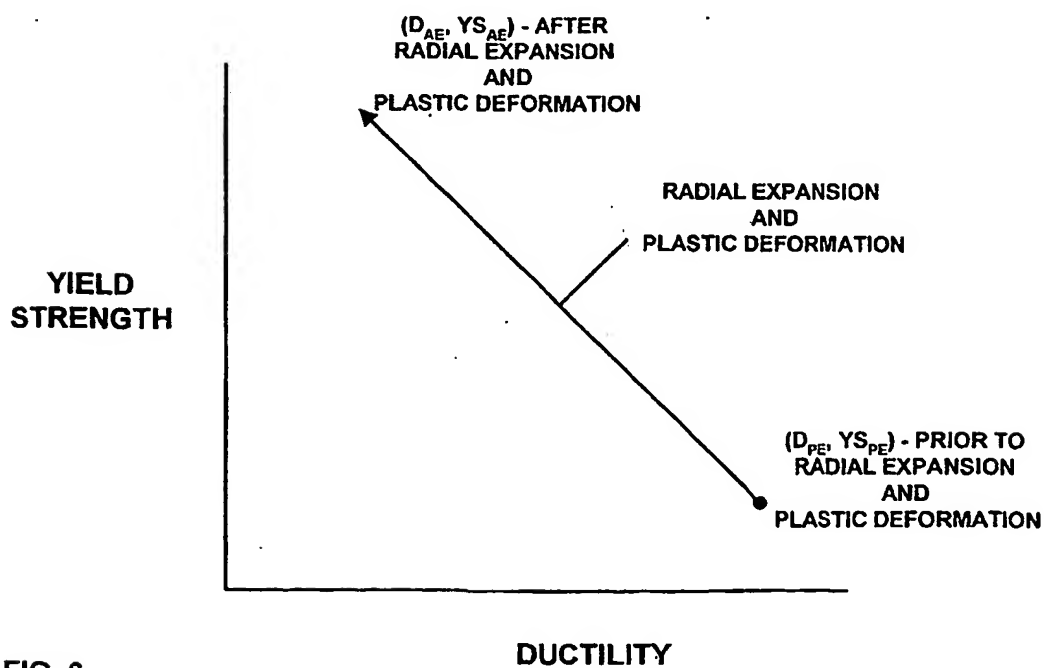 (D_AE, YS_AE) - AFTER
RADIAL EXPANSION
AND
PLASTIC DEFORMATION
RADIAL EXPANSION
AND
PLASTIC DEFORMATION
YIELD
STRENGTH
(D_PE, YS_PE) - PRIOR TO
RADIAL EXPANSION
AND
PLASTIC DEFORMATION
DUCTILITY